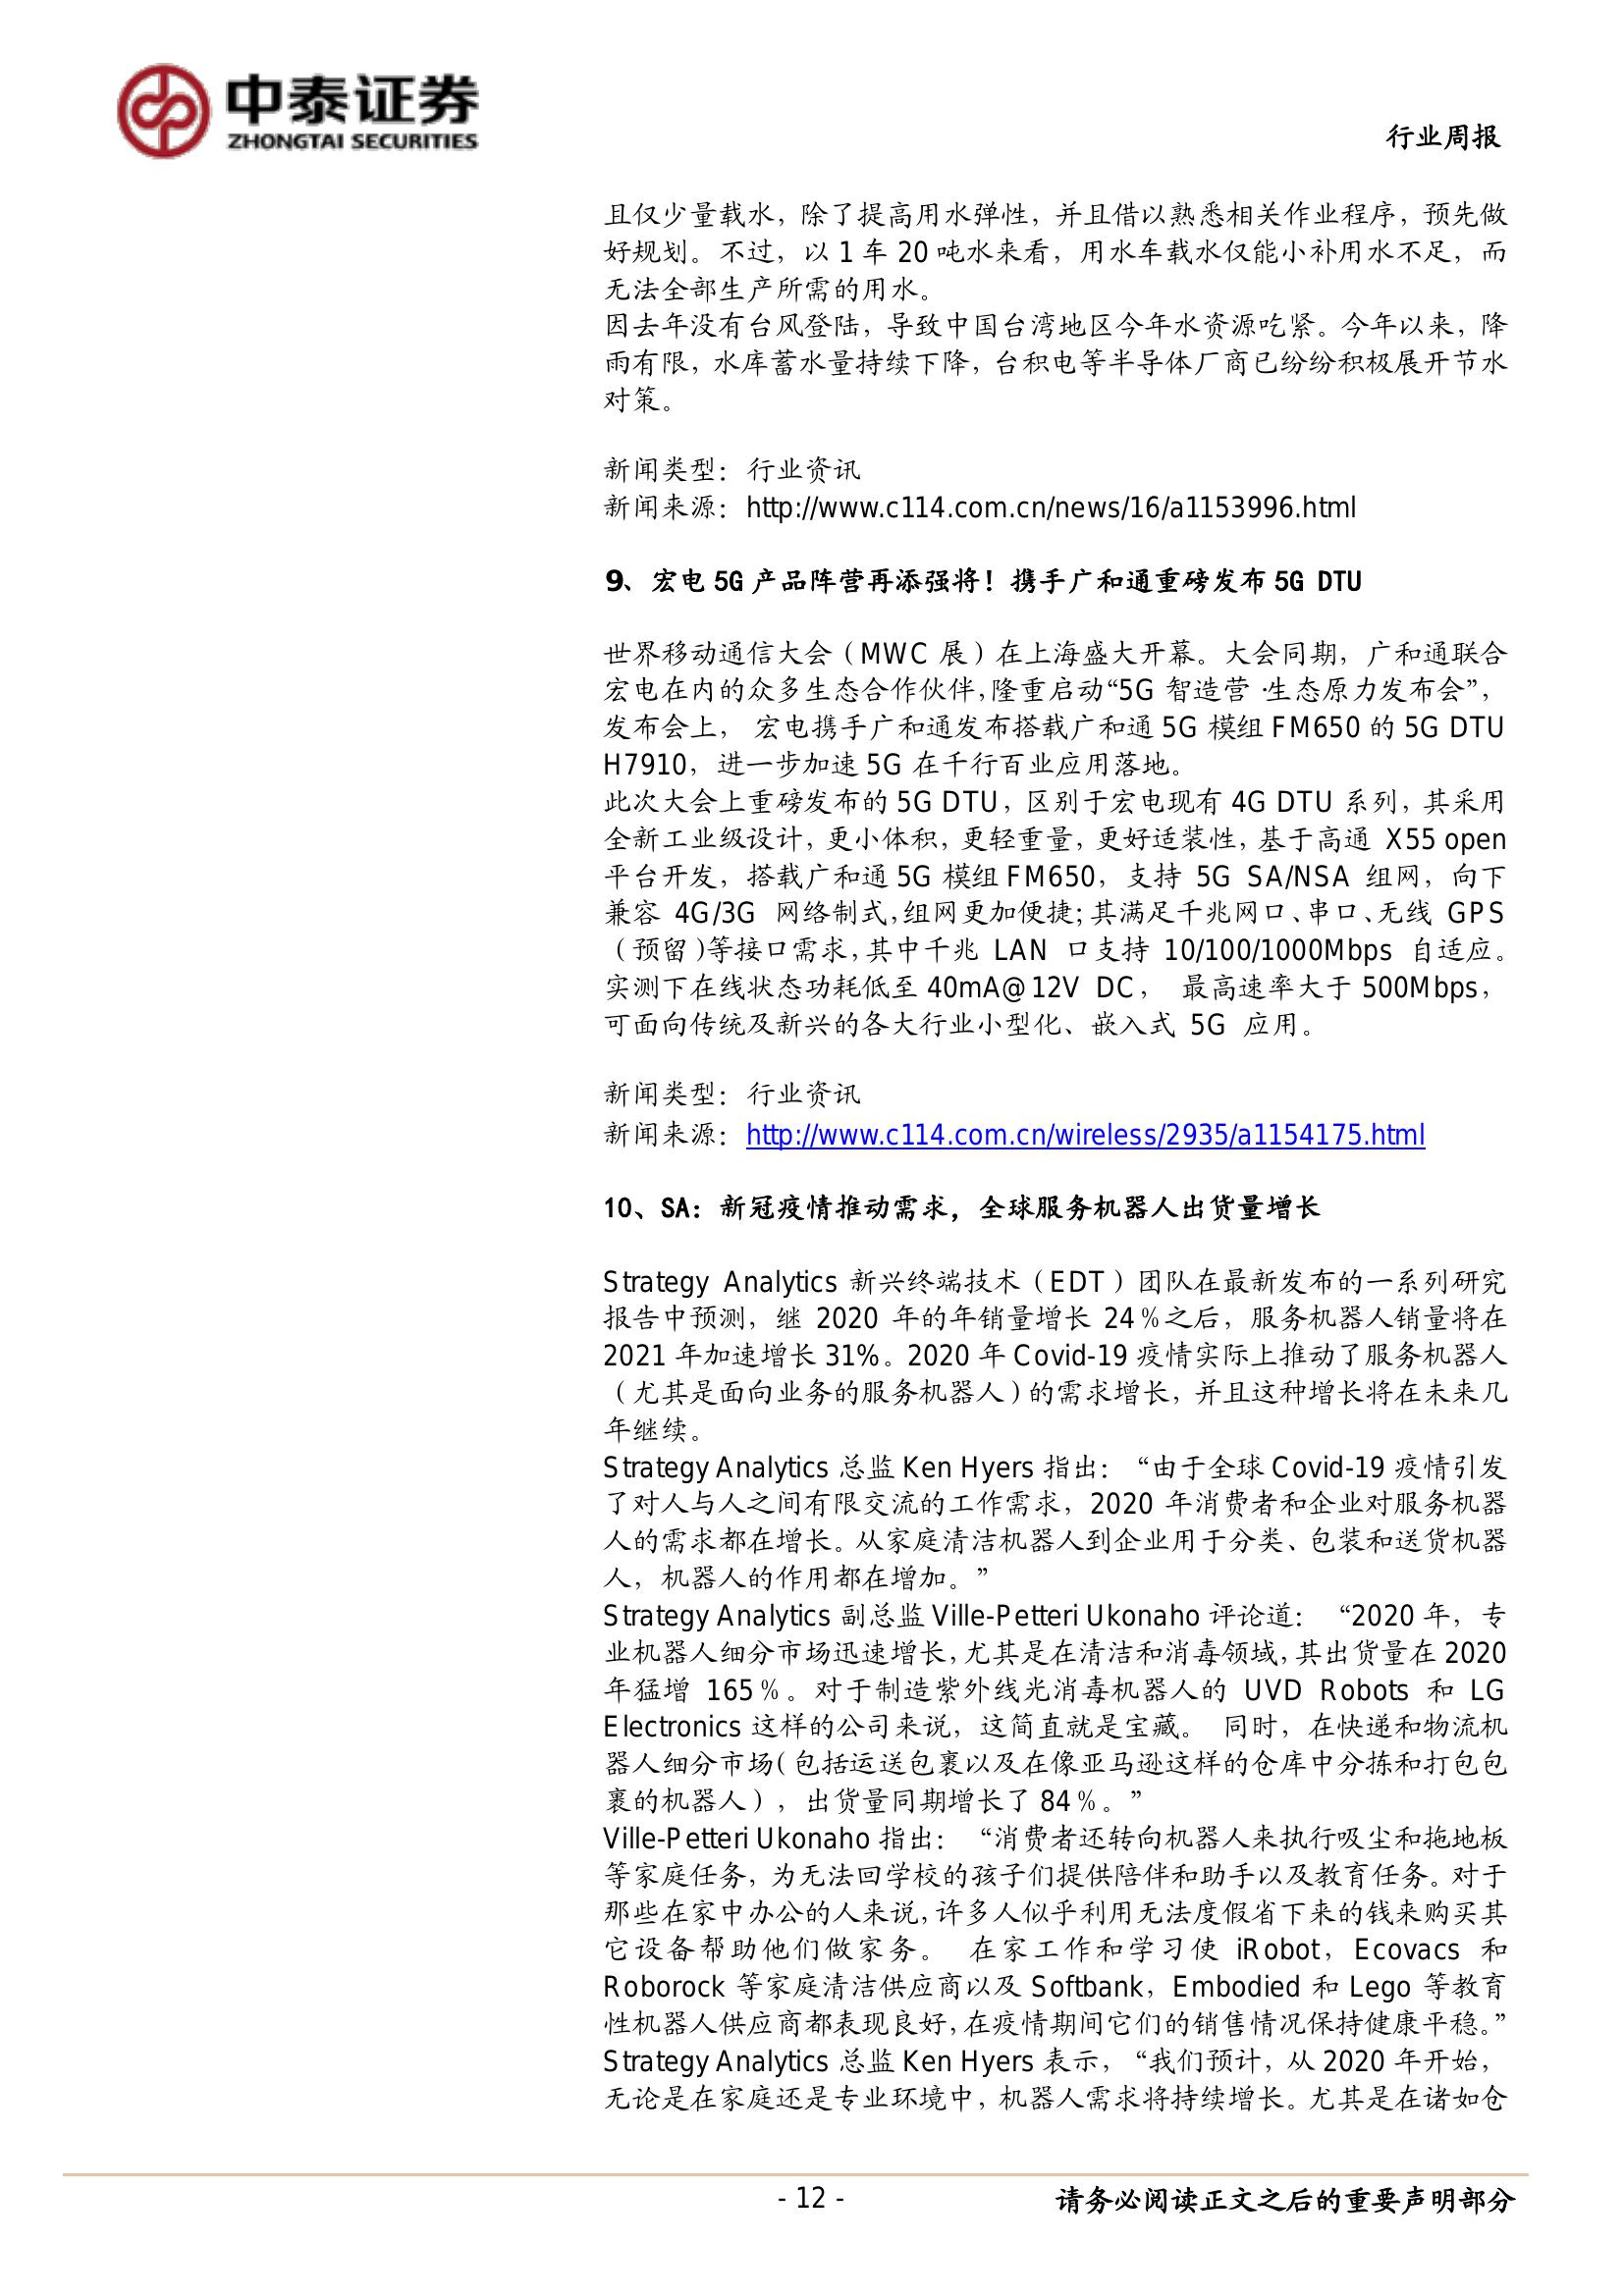 中泰证券
ZHONGTAI SECURITIES
行业周报
且仅少量载水，除了提高用水弹性，并且借以熟悉相关作业程序，预先做
好规划。不过，以 1 车 20 吨水来看，用水车载水仅能小补用水不足，而
无法全部生产所需的用水。
因去年没有台风登陆，导致中国台湾地区今年水资源吃紧。今年以来，降
雨有限，水库蓄水量持续下降，台积电等半导体厂商已纷纷积极展开节水
对策。
新闻类型：行业资讯
新闻来源：http://www.c114.com.cn/news/16/a1153996.html
9、宏电 5G 产品阵营再添强将！携手广和通重磅发布 5G DTU
世界移动通信大会（MWC 展）在上海盛大开幕。大会同期，广和通联合
宏电在内的众多生态合作伙伴，隆重启动“5G 智造营 ·生态原力发布会”，
发布会上， 宏电携手广和通发布搭载广和通 5G 模组 FM650 的 5G DTU
H7910，进一步加速 5G 在千行百业应用落地。
此次大会上重磅发布的 5G DTU，区别于宏电现有 4G DTU 系列，其采用
全新工业级设计，更小体积，更轻重量，更好适装性，基于高通 X55 open
平台开发，搭载广和通 5G 模组 FM650，支持 5G SA/NSA 组网，向下
兼容 4G/3G 网络制式，组网更加便捷；其满足千兆网口、串口、无线 GPS
（预留）等接口需求，其中千兆 LAN 口支持 10/100/1000Mbps 自适应。
实测下在线状态功耗低至 40mA@12V DC， 最高速率大于 500Mbps，
可面向传统及新兴的各大行业小型化、嵌入式 5G 应用。
新闻类型：行业资讯
新闻来源：http://www.c114.com.cn/wireless/2935/a1154175.html
10、SA：新冠疫情推动需求，全球服务机器人出货量增长
Strategy Analytics 新兴终端技术（EDT）团队在最新发布的一系列研究
报告中预测，继 2020 年的年销量增长 24％之后，服务机器人销量将在
2021 年加速增长 31%。2020 年 Covid-19 疫情实际上推动了服务机器人
（尤其是面向业务的服务机器人）的需求增长，并且这种增长将在未来几
年继续。
Strategy Analytics 总监 Ken Hyers 指出： “由于全球 Covid-19 疫情引发
了对人与人之间有限交流的工作需求，2020 年消费者和企业对服务机器
人的需求都在增长。从家庭清洁机器人到企业用于分类、包装和送货机器
人，机器人的作用都在增加。”
Strategy Analytics 副总监 Ville-Petteri Ukonaho 评论道： “2020 年，专
业机器人细分市场迅速增长，尤其是在清洁和消毒领域，其出货量在 2020
年猛增 165％。对于制造紫外线光消毒机器人的 UVD Robots 和 LG
Electronics 这样的公司来说，这简直就是宝藏。 同时，在快递和物流机
器人细分市场（包括运送包裹以及在像亚马逊这样的仓库中分拣和打包包
裹的机器人），出货量同期增长了 84％。”
Ville-Petteri Ukonaho 指出： “消费者还转向机器人来执行吸尘和拖地板
等家庭任务，为无法回学校的孩子们提供陪伴和助手以及教育任务。对于
那些在家中办公的人来说，许多人似乎利用无法度假省下来的钱来购买其
它设备帮助他们做家务。 在家工作和学习使 iRobot，Ecovacs 和
Roborock 等家庭清洁供应商以及 Softbank，Embodied 和 Lego 等教育
性机器人供应商都表现良好，在疫情期间它们的销售情况保持健康平稳。”
Strategy Analytics 总监 Ken Hyers 表示，“我们预计，从 2020 年开始，
无论是在家庭还是专业环境中，机器人需求将持续增长。尤其是在诸如仓
- 12 -
请务必阅读正文之后的重要声明部分